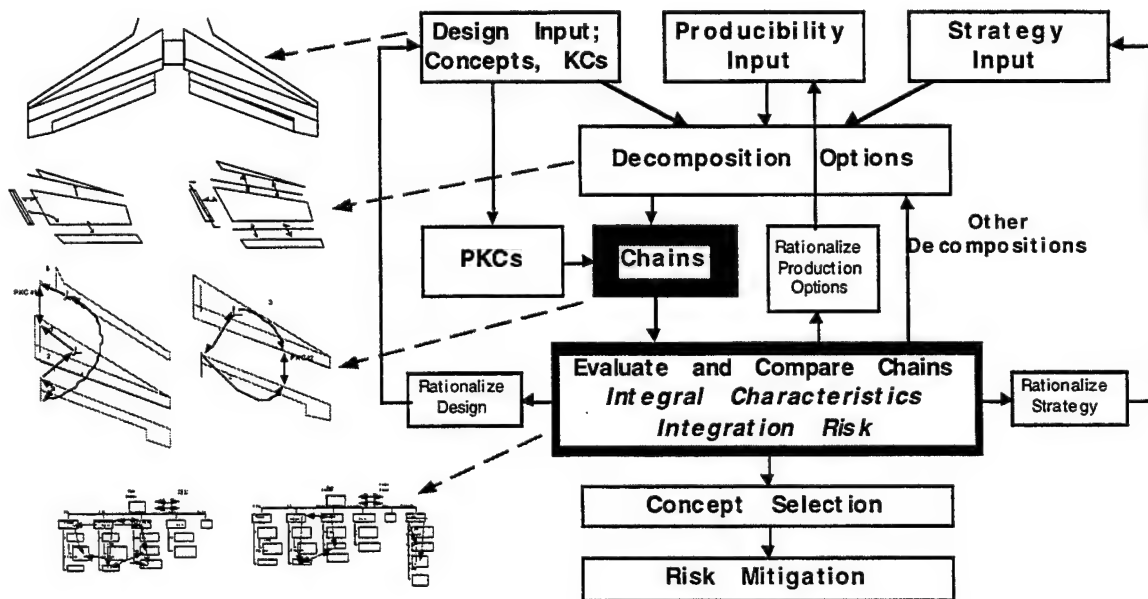 Design Input;
Concepts, KCs
Producibility
Input
Strategy
Input
Decomposition Options
Other
Decompositions
PKCs
Chains
Rationalize
Production
Options
Evaluate and Compare Chains
Integral Characteristics
Integration Risk
Rationalize
Design
Rationalize
Strategy
Concept Selection
Risk Mitigation